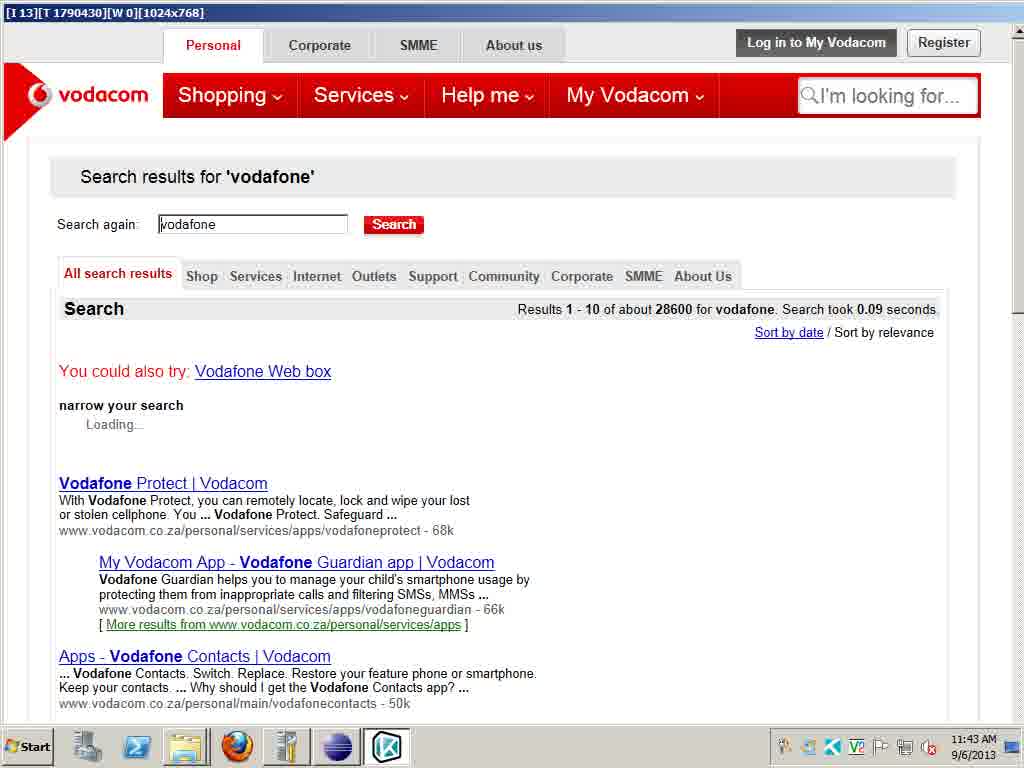 [I 13][T 1790430][W 0][1024x768]
Personal Corporate SMME About us Log in to My Vodacom Register
vodacom Shopping Services Help me My Vodacom I'm looking for...
Search results for 'vodafone'
Search again: vodafone Search
All search results Shop Services Internet Outlets Support Community Corporate SMME About Us
Search Results 1 - 10 of about 28600 for vodafone. Search took 0.09 seconds.
Sort by date / Sort by relevance
You could also try: Vodafone Web box
narrow your search
Loading...
Vodafone Protect | Vodacom
With Vodafone Protect, you can remotely locate, lock and wipe your lost
or stolen cellphone. You ... Vodafone Protect. Safeguard ...
www.vodacom.co.za/personal/services/apps/vodafoneprotect - 68k
My Vodacom App - Vodafone Guardian app | Vodacom
Vodafone Guardian helps you to manage your child's smartphone usage by
protecting them from inappropriate calls and filtering SMSs, MMSs ...
www.vodacom.co.za/personal/services/apps/vodafoneguardian - 66k
[ More results from www.vodacom.co.za/personal/services/apps ]
Apps - Vodafone Contacts | Vodacom
... Vodafone Contacts. Switch. Replace. Restore your feature phone or smartphone.
Keep your contacts. ... Why should I get the Vodafone Contacts app? ...
www.vodacom.co.za/personal/main/vodafonecontacts - 50k
Start 11:43 AM
9/6/2013